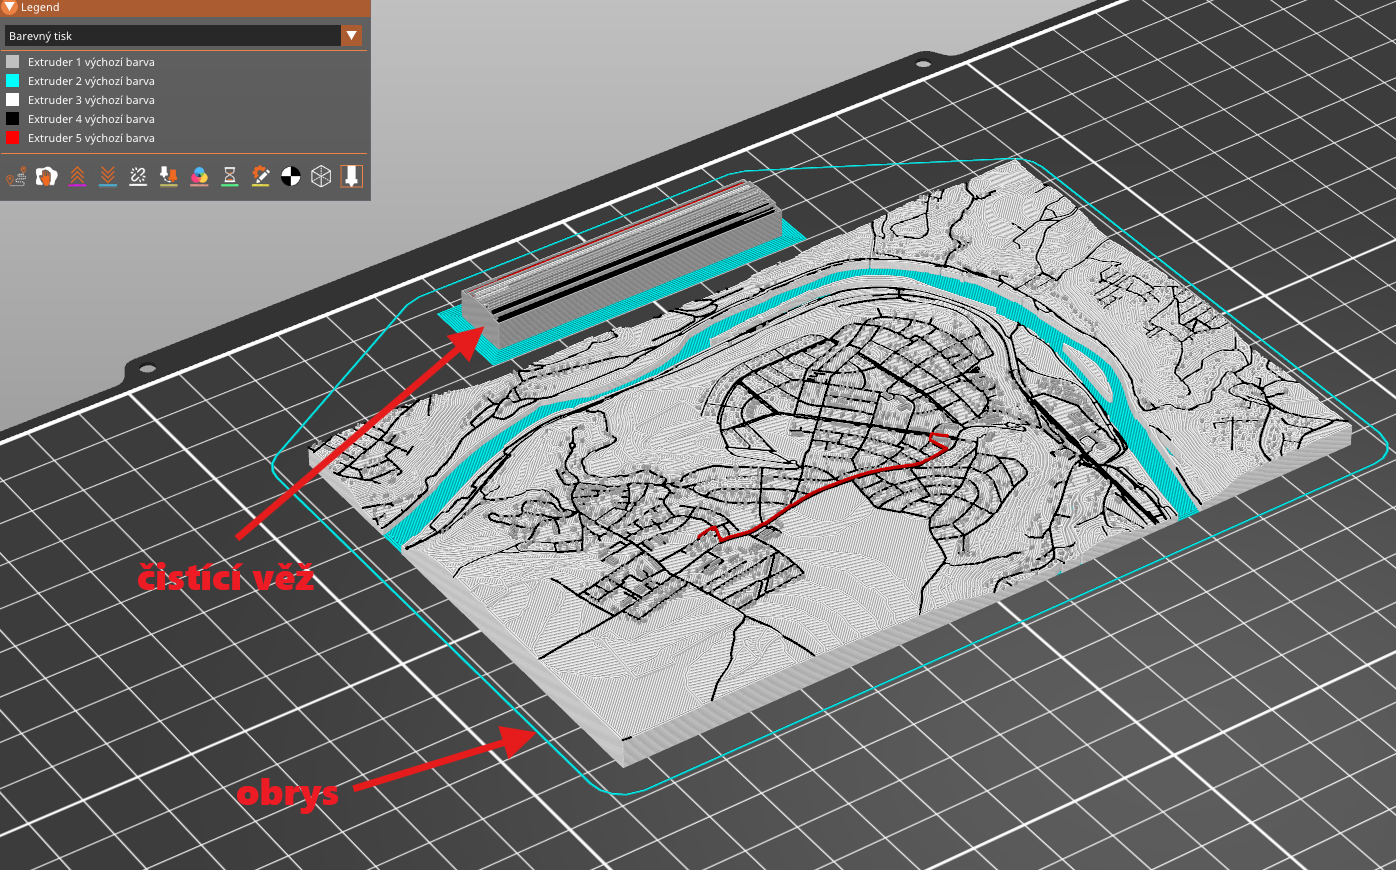 Legend
Barevný tisk
Extruder 1 výchozí barva
Extruder 2 výchozí barva
Extruder 3 výchozí barva
Extruder 4 výchozí barva
Extruder 5 výchozí barva
čistící věž
obrys